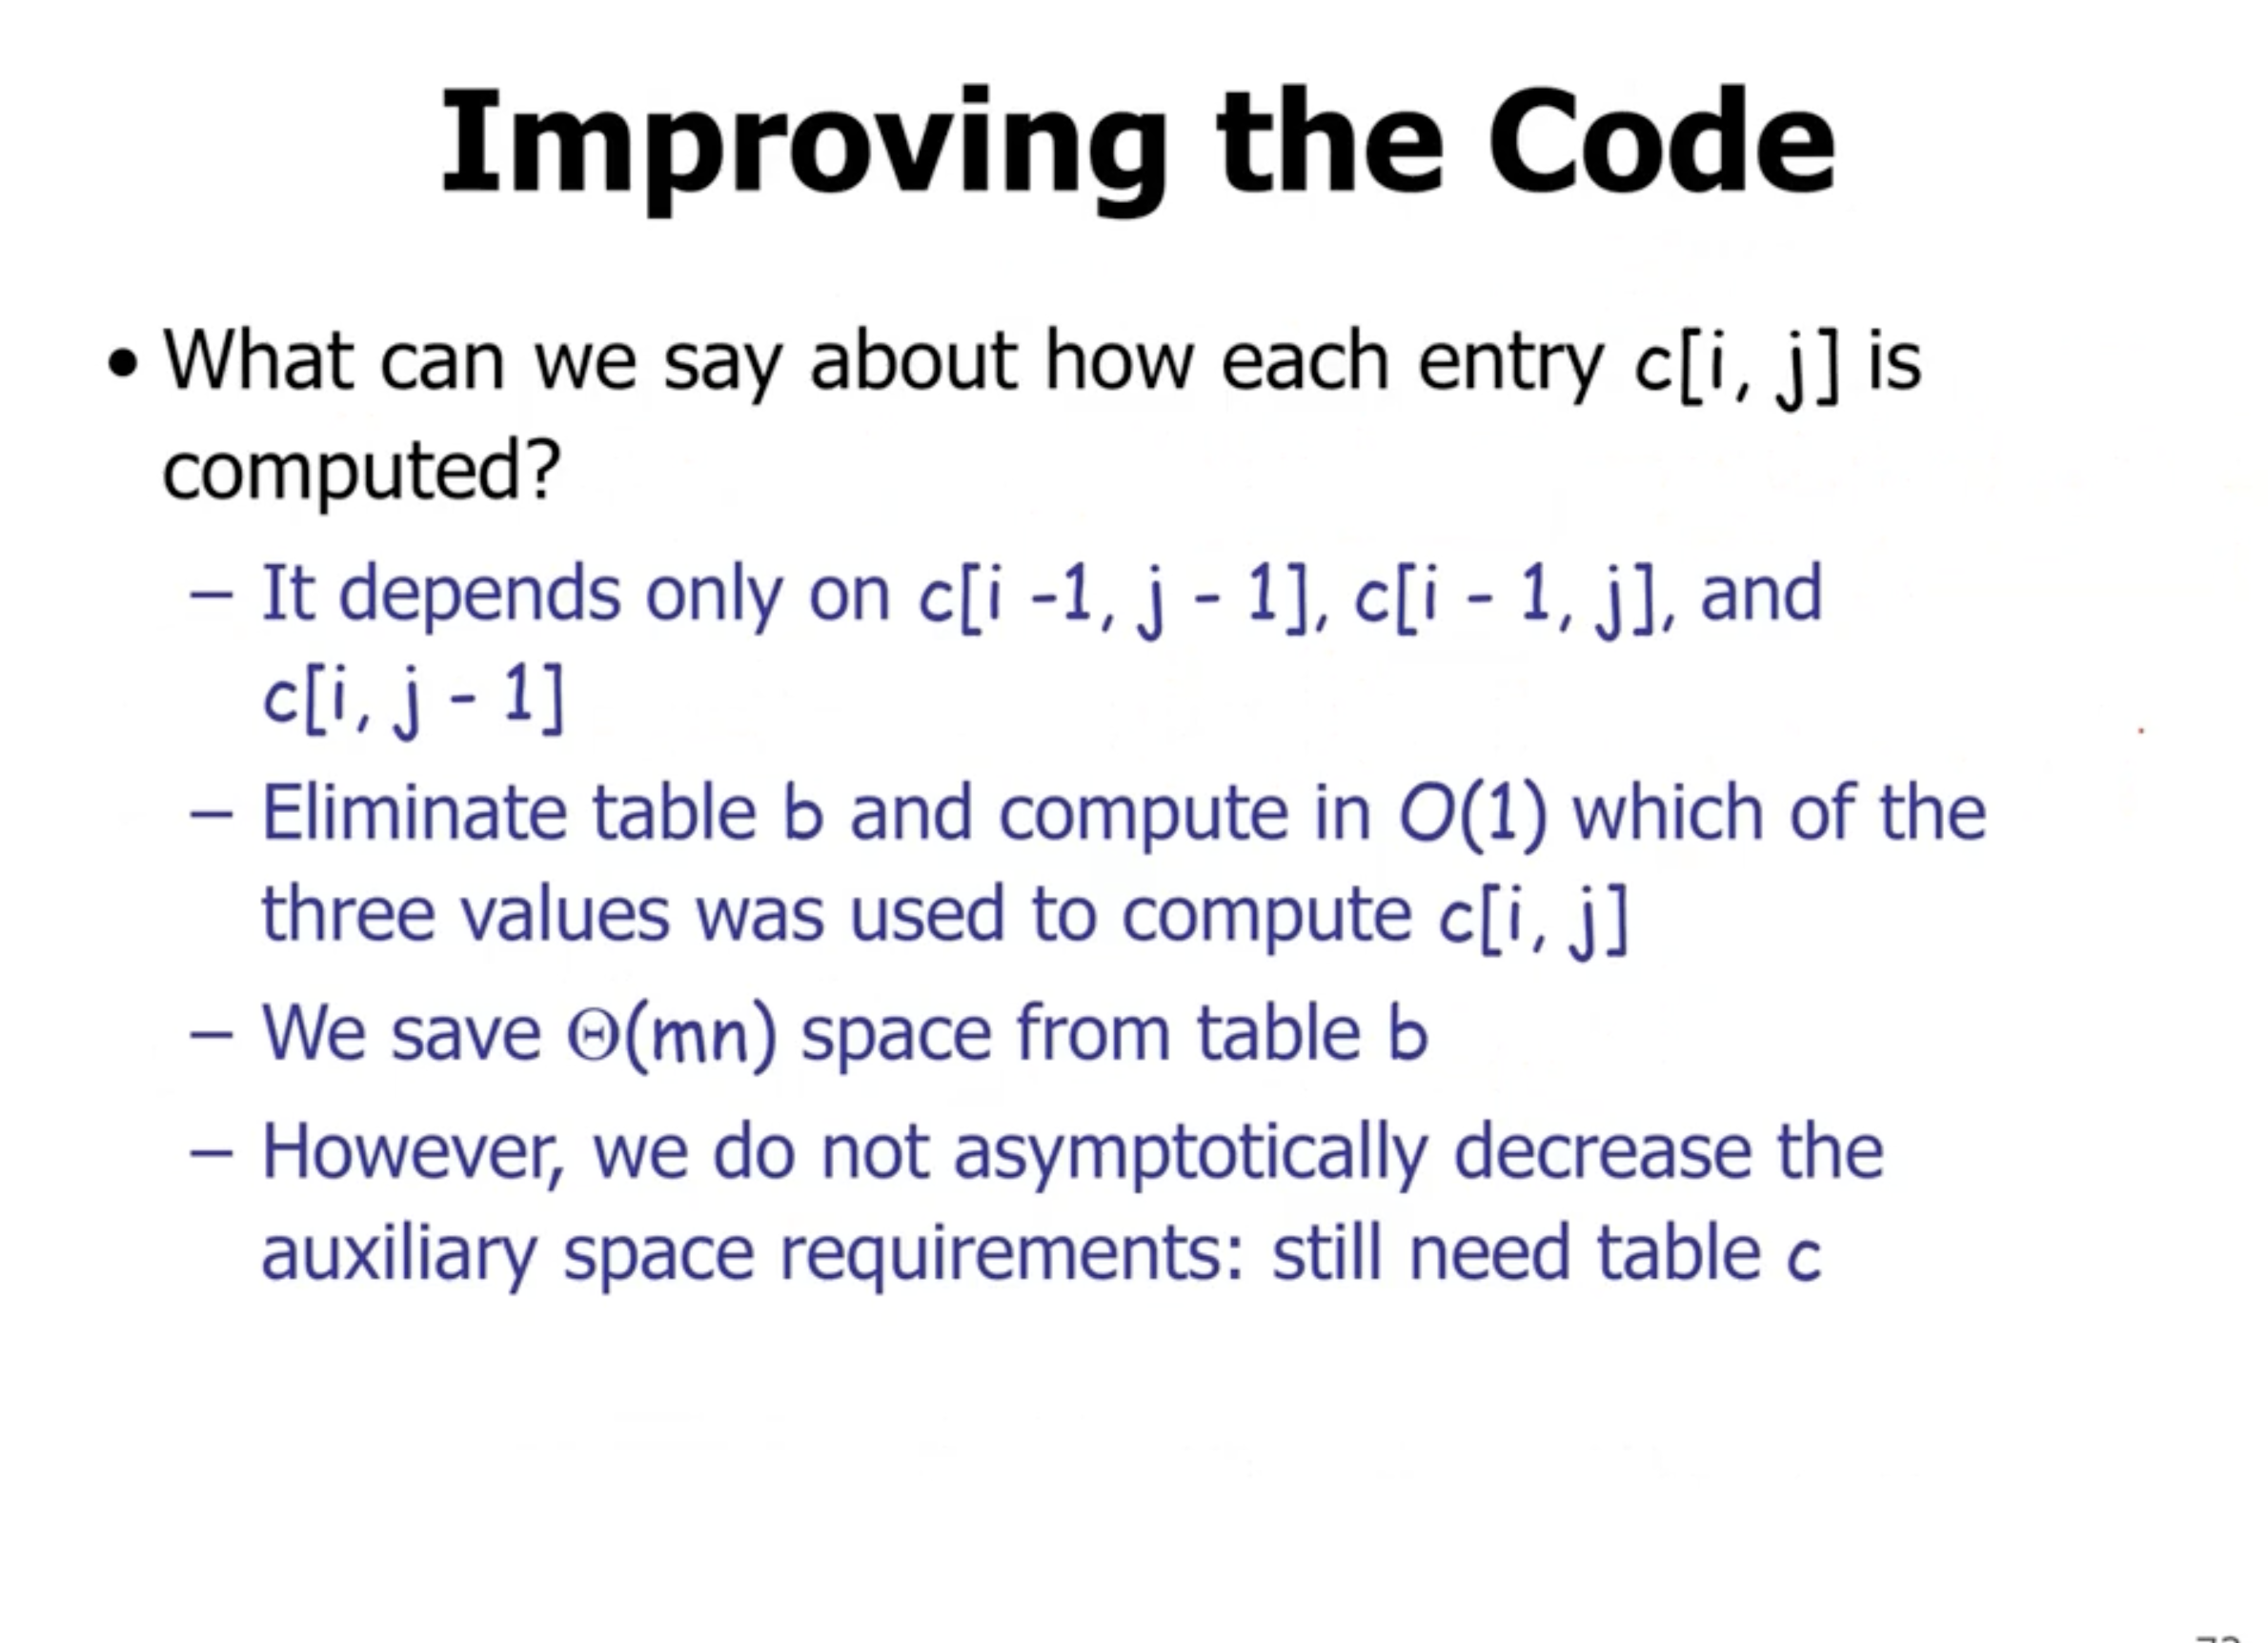 Improving the Code
• What can we say about how each entry c[i, j] is
computed?
– It depends only on c[i -1, j - 1], c[i - 1, j], and
c[i, j - 1]
– Eliminate table b and compute in O(1) which of the
three values was used to compute c[i, j]
– We save Θ(mn) space from table b
– However, we do not asymptotically decrease the
auxiliary space requirements: still need table c